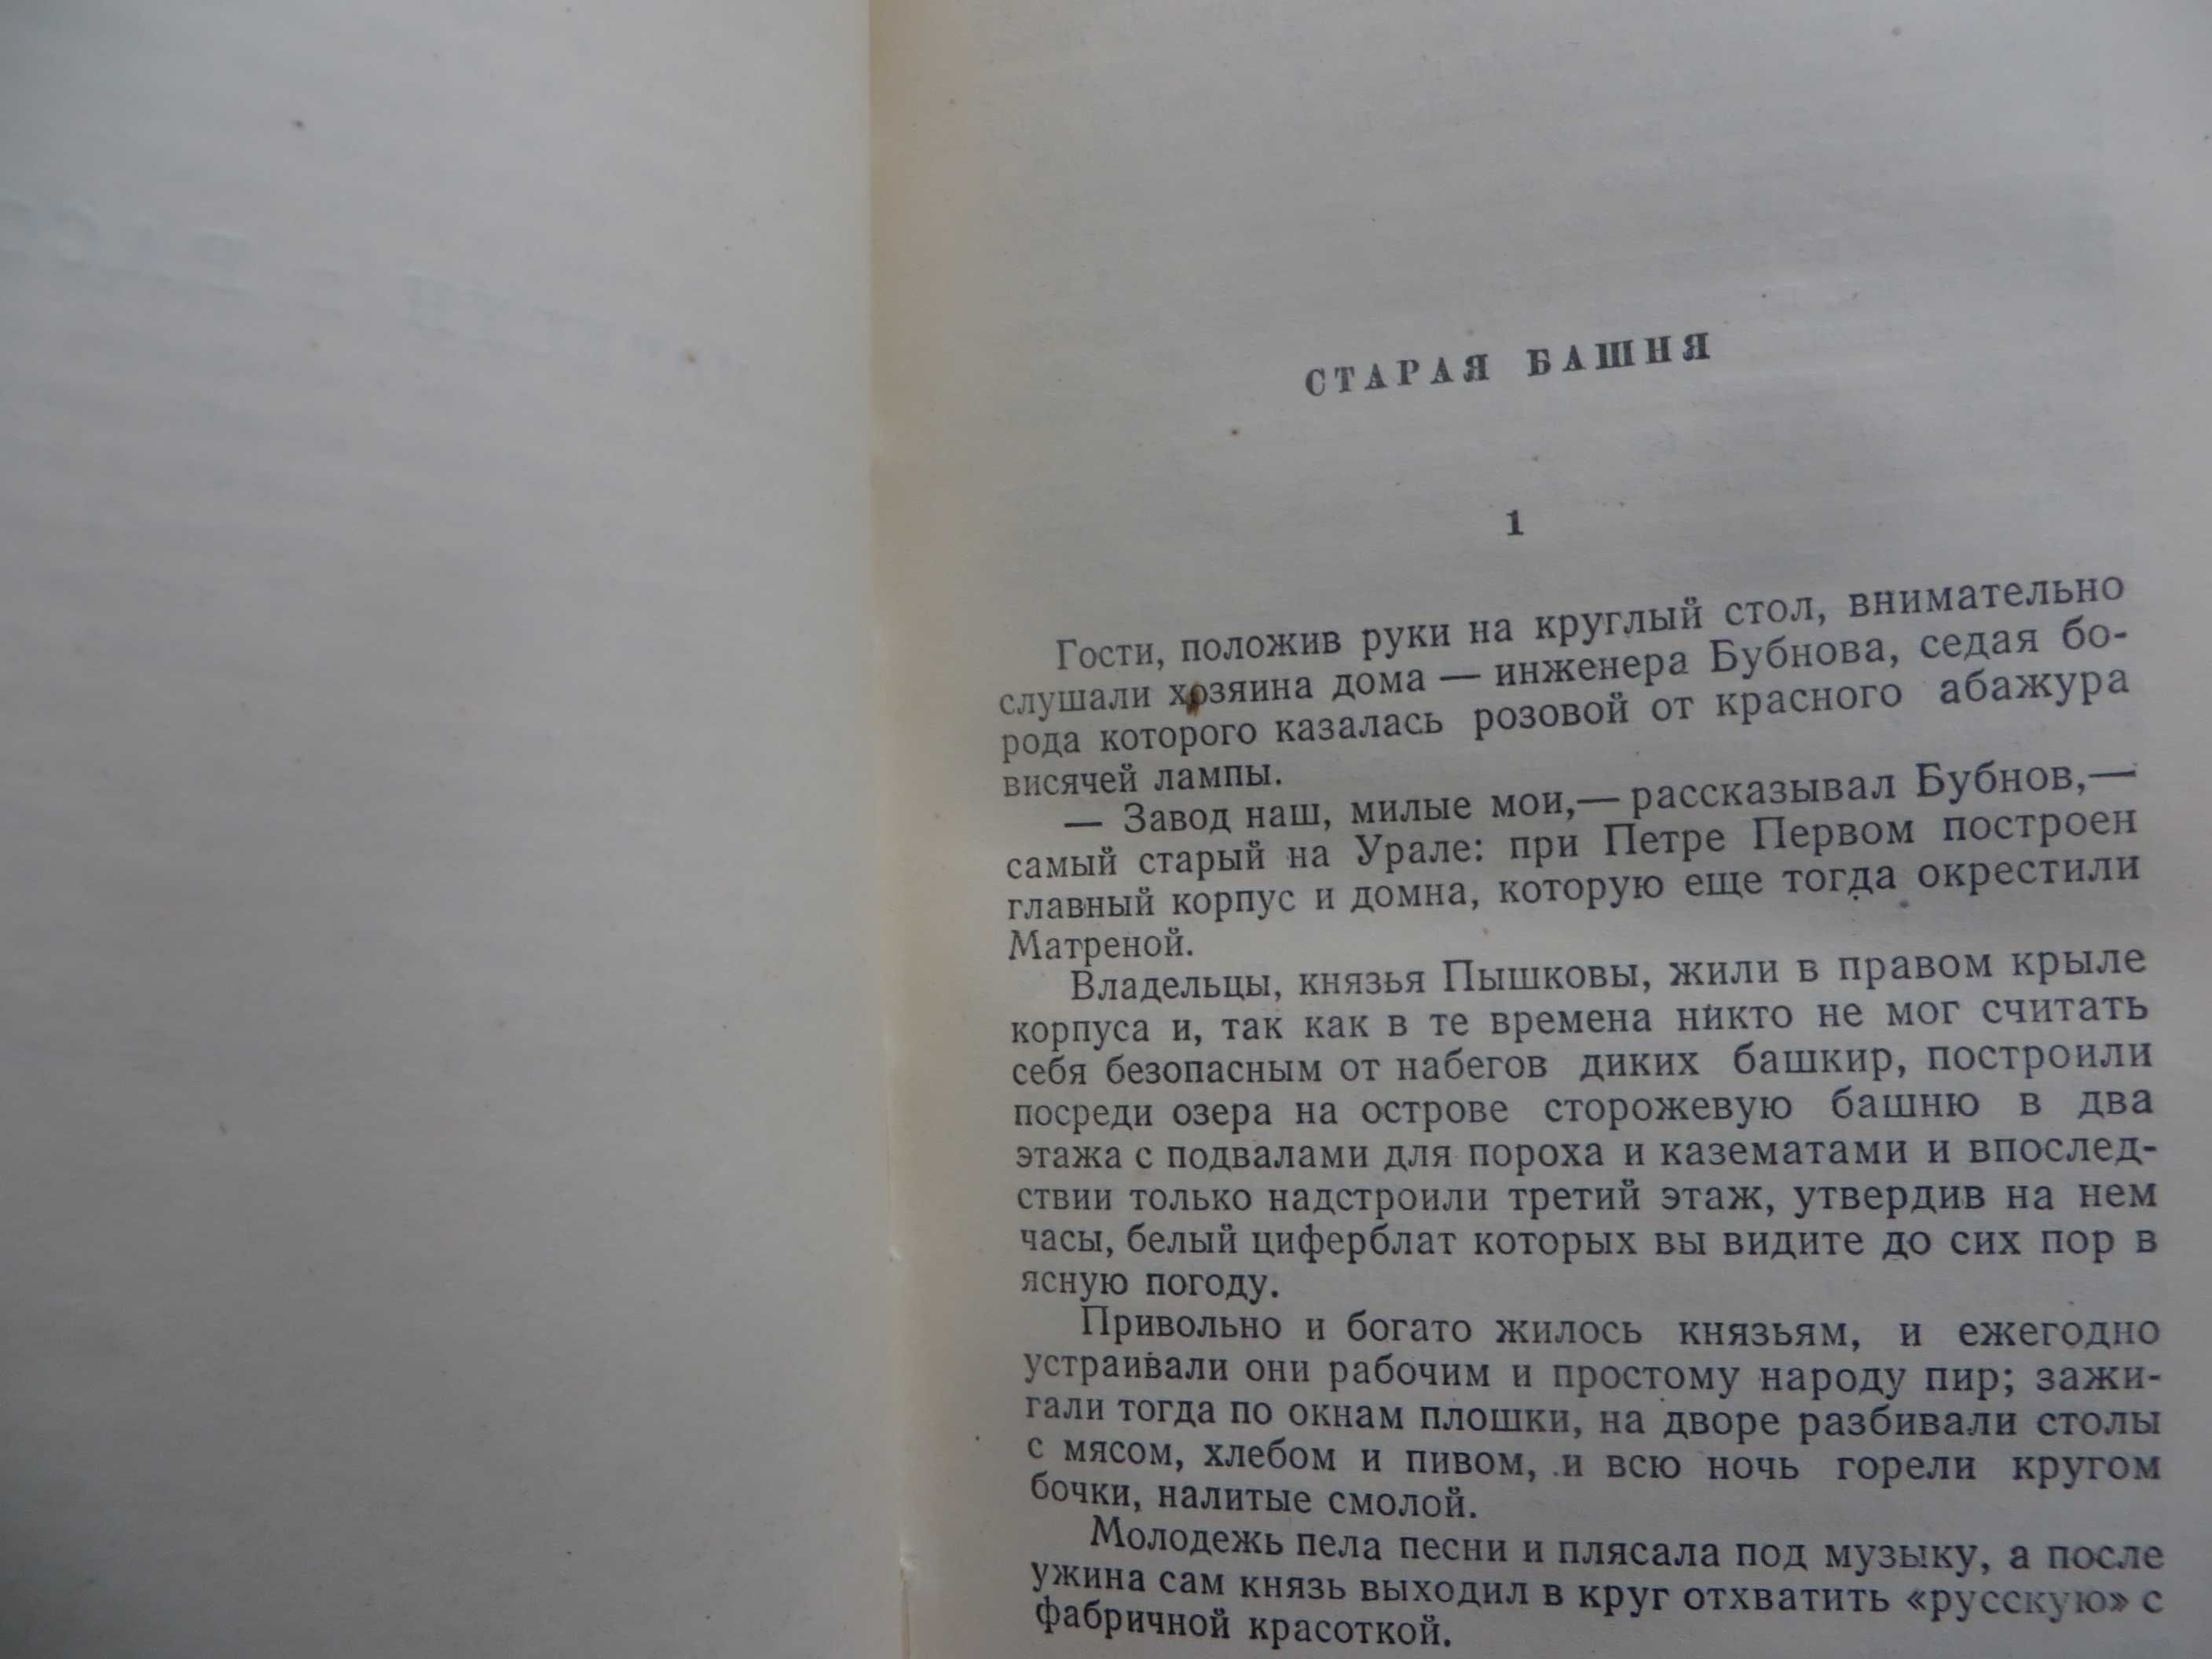 СТАРАЯ БАШНЯ
1
Гости, положив руки на круглый стол, внимательно
слушали хозяина дома — инженера Бубнова, седая бо-
рода которого казалась розовой от красного абажура
висячей лампы.
— Завод наш, милые мои,— рассказывал Бубнов,—
самый старый на Урале: при Петре Первом построен
главный корпус и домна, которую еще тогда окрестили
Матреной.
Владельцы, князья Пышковы, жили в правом крыле
корпуса и, так как в те времена никто не мог считать
себя безопасным от набегов диких башкир, построили
посреди озера на острове сторожевую башню в два
этажа с подвалами для пороха и казематами и впослед-
ствии только надстроили третий этаж, утвердив на нем
часы, белый циферблат которых вы видите до сих пор в
ясную погоду.
Привольно и богато жилось князьям, и ежегодно
устраивали они рабочим и простому народу пир; зажи-
гали тогда по окнам плошки, на дворе разбивали столы
с мясом, хлебом и пивом, и всю ночь горели кругом
бочки, налитые смолой.
Молодежь пела песни и плясала под музыку, а после
ужина сам князь выходил в круг отхватить «русскую» с
фабричной красоткой.